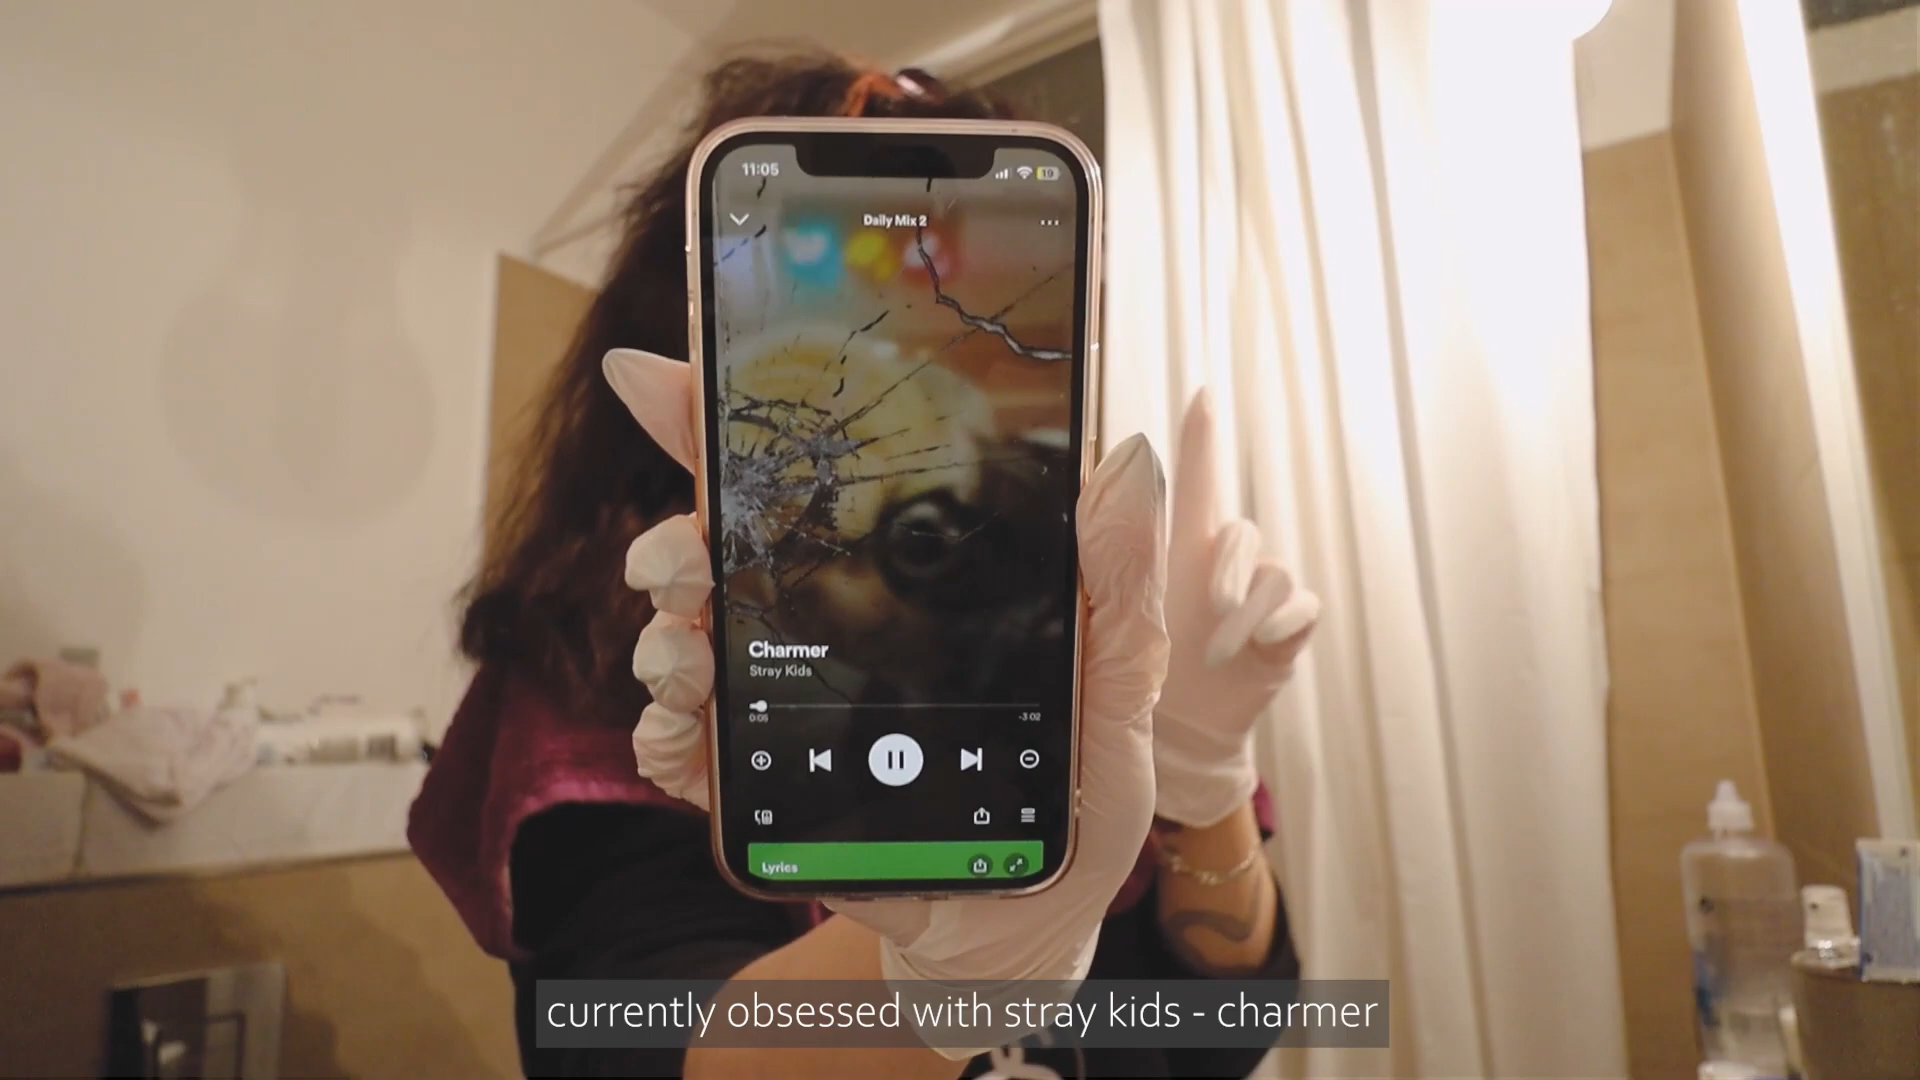 11:05
19
Daily Mix 2
Charmer
Stray Kids
0:05
-3:02
Lyrics
currently obsessed with stray kids - charmer